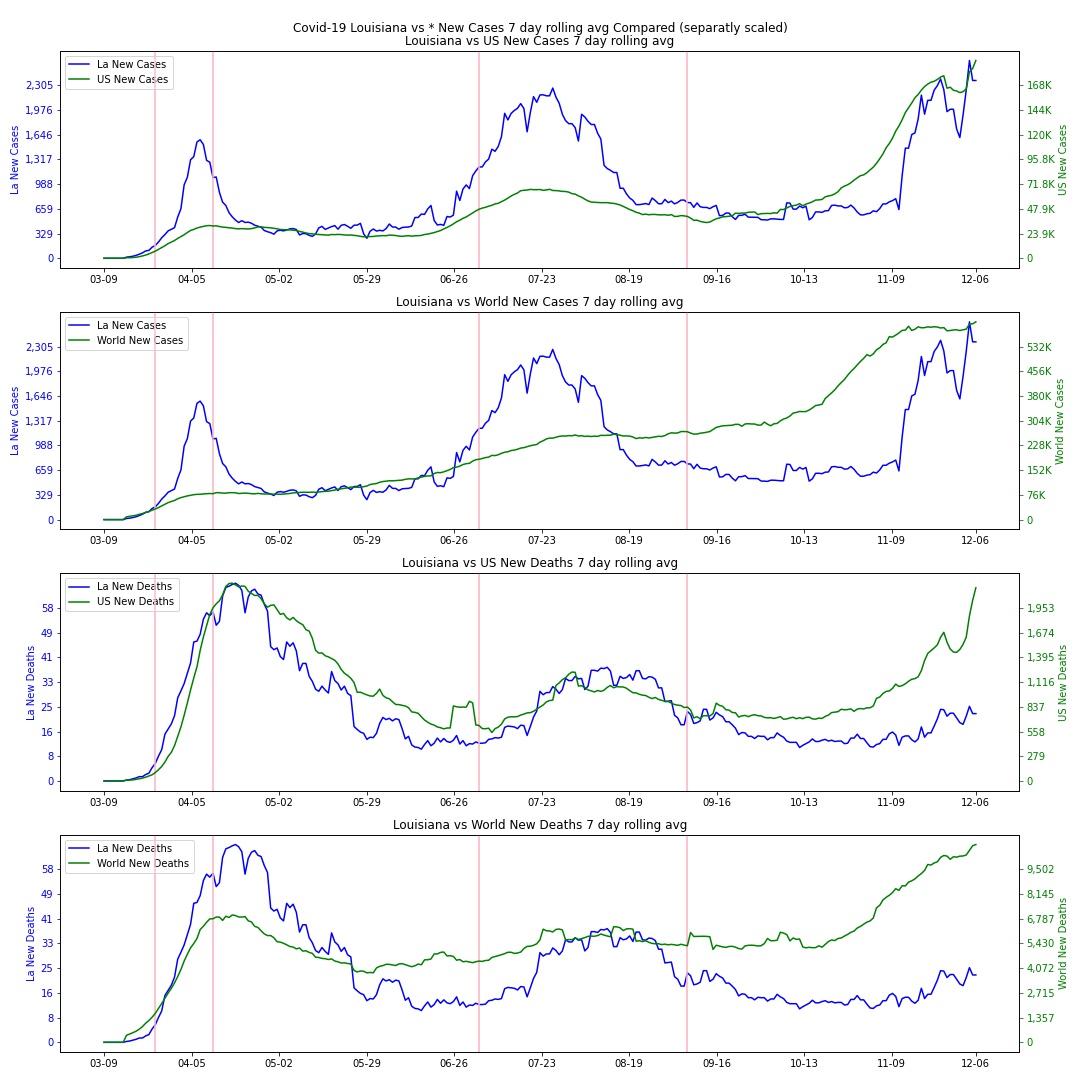 Covid-19 Louisiana vs * New Cases 7 day rolling avg Compared (separatly scaled)
Louisiana vs US New Cases 7 day rolling avg
La New Cases
US New Cases
2,305
1,976
1,646
1,317
988
659
329
0
La New Cases
168K
144K
120K
95.8K
71.8K
47.9K
23.9K
0
US New Cases
03-09 04-05 05-02 05-29 06-26 07-23 08-19 09-16 10-13 11-09 12-06
Louisiana vs World New Cases 7 day rolling avg
La New Cases
World New Cases
2,305
1,976
1,646
1,317
988
659
329
0
La New Cases
532K
456K
380K
304K
228K
152K
76K
0
World New Cases
03-09 04-05 05-02 05-29 06-26 07-23 08-19 09-16 10-13 11-09 12-06
Louisiana vs US New Deaths 7 day rolling avg
La New Deaths
US New Deaths
58
49
41
33
25
16
8
0
La New Deaths
1,953
1,674
1,395
1,116
837
558
279
0
US New Deaths
03-09 04-05 05-02 05-29 06-26 07-23 08-19 09-16 10-13 11-09 12-06
Louisiana vs World New Deaths 7 day rolling avg
La New Deaths
World New Deaths
58
49
41
33
25
16
8
0
La New Deaths
9,502
8,145
6,787
5,430
4,072
2,715
1,357
0
World New Deaths
03-09 04-05 05-02 05-29 06-26 07-23 08-19 09-16 10-13 11-09 12-06